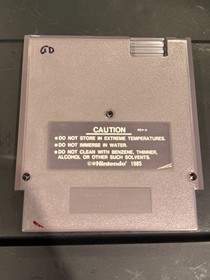 CAUTION REV-A
●DO NOT STORE IN EXTREME TEMPERATURES.
●DO NOT IMMERSE IN WATER.
●DO NOT CLEAN WITH BENZENE, THINNER,
ALCOHOL OR OTHER SUCH SOLVENTS.
©®Nintendo 1985